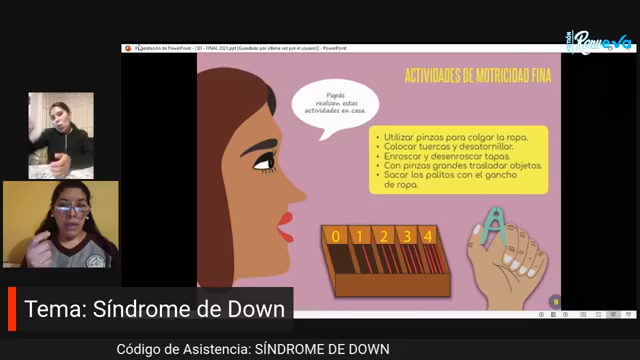 Presentación de PowerPoint - [SD - FINAL 2021.ppt [Guardado por última vez por el usuario]] - PowerPoint
Renueva
ACTIVIDADES DE MOTRICIDAD FINA
Papás
realizen estas
actividades en casa.
• Utilizar pinzas para colgar la ropa.
• Colocar tuercas y desatornillar.
• Enroscar y desenroscar tapas.
• Con pinzas grandes trasladar objetos.
• Sacar los palitos con el gancho
de ropa.
0 1 2 3 4
9
Tema: Síndrome de Down
Código de Asistencia: SÍNDROME DE DOWN